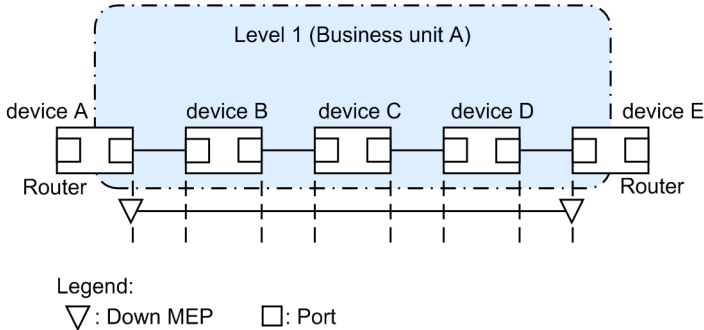 Level 1 (Business unit A)
device A
device B
device C
device D
device E
Router
Router
Legend:
: Down MEP
: Port